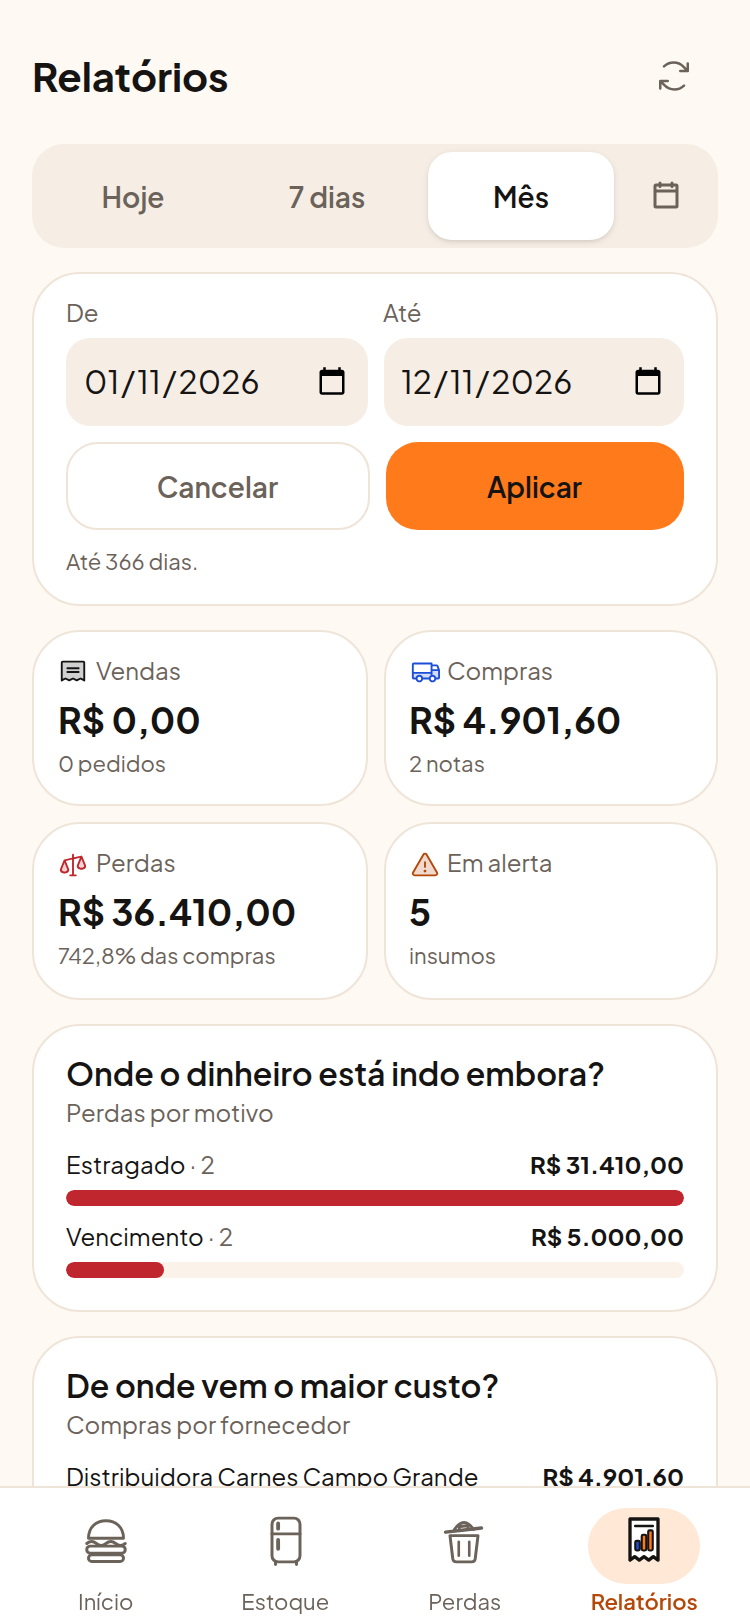 Relatórios
Hoje 7 dias Mês
De Até
01/11/2026 12/11/2026
Cancelar Aplicar
Até 366 dias.
Vendas
R$ 0,00
0 pedidos
Compras
R$ 4.901,60
2 notas
Perdas
R$ 36.410,00
742,8% das compras
Em alerta
5
insumos
Onde o dinheiro está indo embora?
Perdas por motivo
Estragado · 2 R$ 31.410,00
Vencimento · 2 R$ 5.000,00
De onde vem o maior custo?
Compras por fornecedor
Distribuidora Carnes Campo Grande R$ 4.901,60
Início Estoque Perdas Relatórios